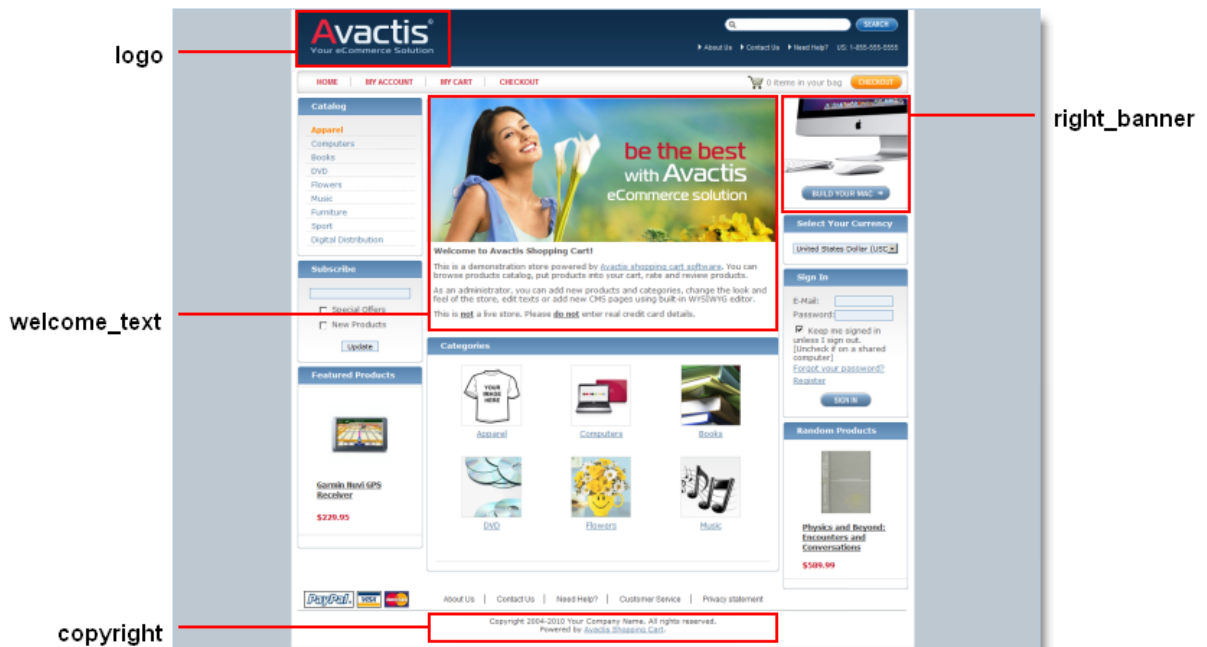 logo
welcome_text
copyright
right_banner
Avactis®
Your eCommerce Solution
SEARCH
About Us Contact Us Need Help? US: 1-855-555-5555
HOME | MY ACCOUNT | MY CART | CHECKOUT
0 items in your bag CHECKOUT
Catalog
Apparel
Computers
Books
DVD
Flowers
Music
Furniture
Sport
Digital Distribution
Subscribe
Special Offers
New Products
Update
Featured Products
Garmin Nuvi GPS
Receiver
$229.95
be the best
with Avactis
eCommerce solution
Welcome to Avactis Shopping Cart!
This is a demonstration store powered by Avactis shopping cart software. You can
browse products catalog, put products into your cart, rate and review products.
As an administrator, you can add new products and categories, change the look and
feel of the store, edit texts or add new CMS pages using built-in WYSIWYG editor.
This is not a live store. Please do not enter real credit card details.
Categories
YOUR
IMAGE
HERE
Apparel
Computers
Books
DVD
Flowers
Music
BUILD YOUR MAC
Select Your Currency
United States Doller (USD
Sign In
E-Mail:
Password:
Keep me signed in
unless I sign out.
[Uncheck if on a shared
computer]
Forgot your password?
Register
SIGN IN
Random Products
Physics and Beyond:
Encounters and
Conversations
$589.99
PayPal. VISA
About Us | Contact Us | Need Help? | Customer Service | Privacy statement
Copyright 2004-2010 Your Company Name. All rights reserved.
Powered by Avactis Shopping Cart.